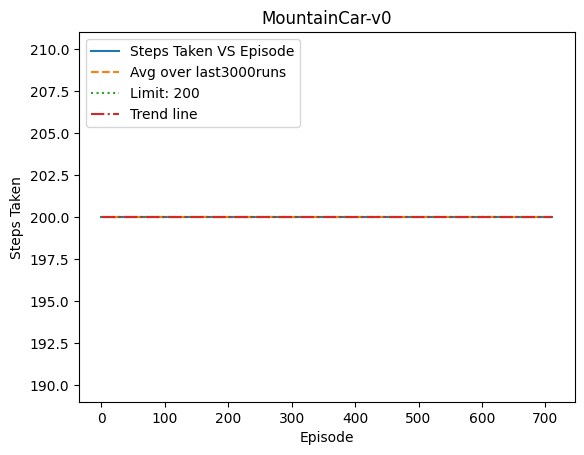 MountainCar-v0
Steps Taken VS Episode
Avg over last3000runs
Limit: 200
Trend line
Steps Taken
210.0
207.5
205.0
202.5
200.0
197.5
195.0
192.5
190.0
0 100 200 300 400 500 600 700
Episode